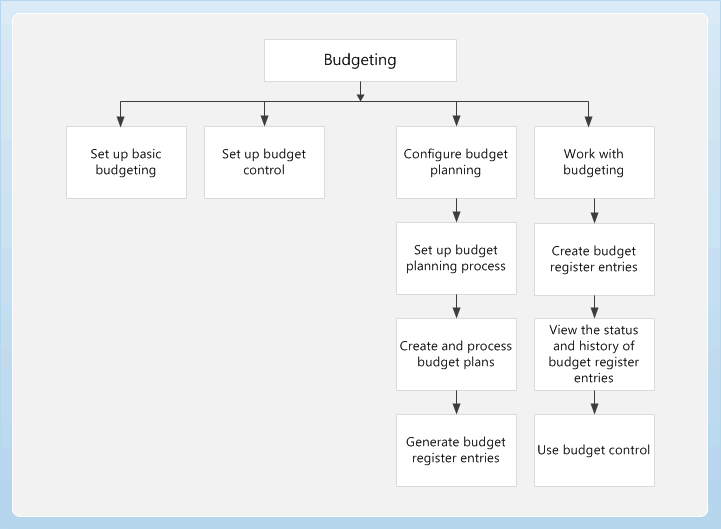 Budgeting
Set up basic
budgeting
Set up budget
control
Configure budget
planning
Work with
budgeting
Set up budget
planning process
Create budget
register entries
Create and process
budget plans
View the status
and history of
budget register
entries
Generate budget
register entries
Use budget control